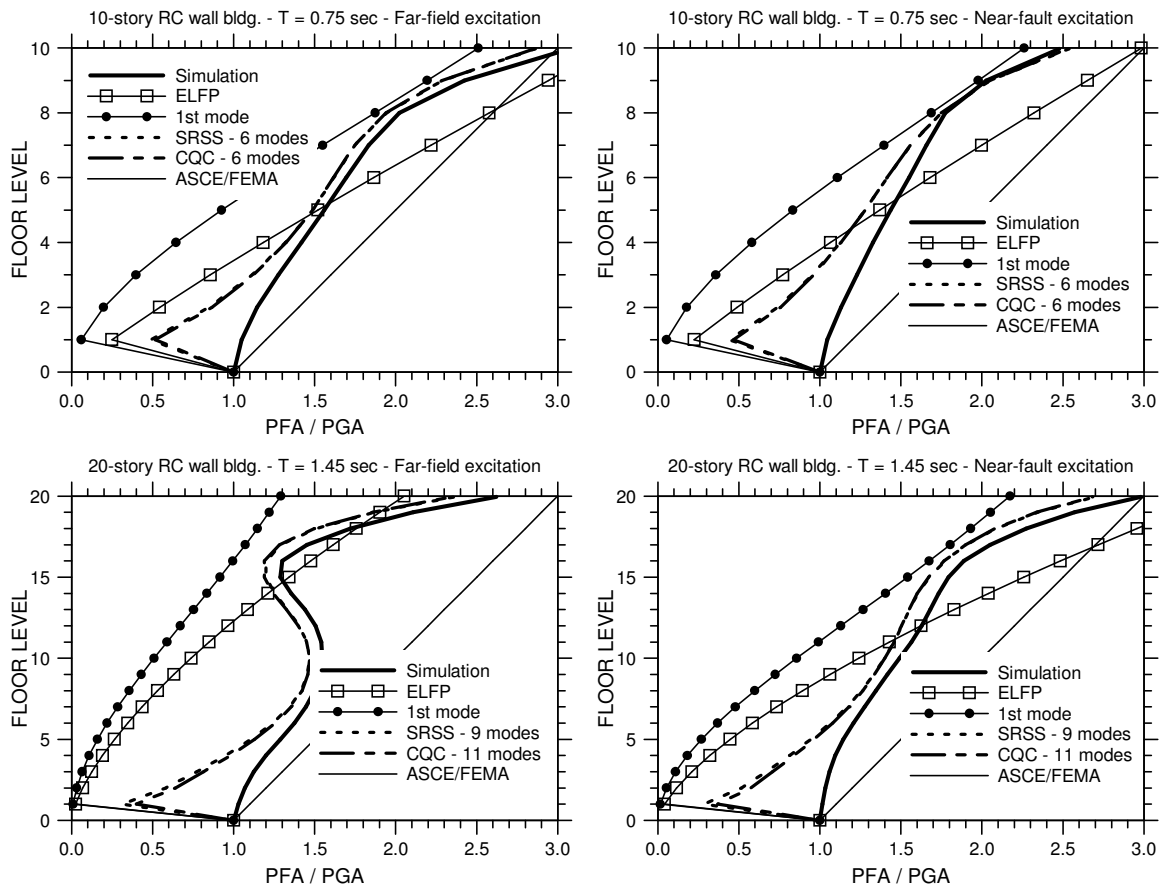 10-story RC wall bldg. - T = 0.75 sec - Far-field excitation
10
8
6
4
2
0
FLOOR LEVEL
Simulation
ELFP
1st mode
SRSS - 6 modes
CQC - 6 modes
ASCE/FEMA
0.0 0.5 1.0 1.5 2.0 2.5 3.0
PFA / PGA
10-story RC wall bldg. - T = 0.75 sec - Near-fault excitation
10
8
6
4
2
0
FLOOR LEVEL
Simulation
ELFP
1st mode
SRSS - 6 modes
CQC - 6 modes
ASCE/FEMA
0.0 0.5 1.0 1.5 2.0 2.5 3.0
PFA / PGA
20-story RC wall bldg. - T = 1.45 sec - Far-field excitation
20
15
10
5
0
FLOOR LEVEL
Simulation
ELFP
1st mode
SRSS - 9 modes
CQC - 11 modes
ASCE/FEMA
0.0 0.5 1.0 1.5 2.0 2.5 3.0
PFA / PGA
20-story RC wall bldg. - T = 1.45 sec - Near-fault excitation
20
15
10
5
0
FLOOR LEVEL
Simulation
ELFP
1st mode
SRSS - 9 modes
CQC - 11 modes
ASCE/FEMA
0.0 0.5 1.0 1.5 2.0 2.5 3.0
PFA / PGA